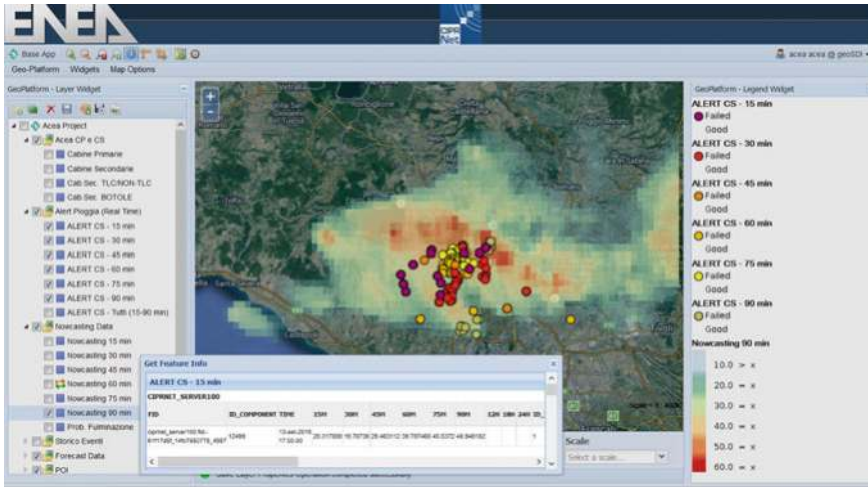 ENEA
CIPR
Net
Base App
acea acea @ geoSDI
Geo-Platform Widgets Map Options
GeoPlatform - Layer Widget
Acea Project
Acea CP e CS
Cabine Primarie
Cabine Secondarie
Cab Sec. TLC/NON-TLC
Cab Sec. BOTOLE
Alert Pioggia (Real Time)
ALERT CS - 15 min
ALERT CS - 30 min
ALERT CS - 45 min
ALERT CS - 60 min
ALERT CS - 75 min
ALERT CS - 90 min
ALERT CS - Tutti (15-90 min)
Nowcasting Data
Nowcasting 15 min
Nowcasting 30 min
Nowcasting 45 min
Nowcasting 60 min
Nowcasting 75 min
Nowcasting 90 min
Prob. Fulminazione
Storico Eventi
Forecast Data
POI
Get Feature Info
ALERT CS - 15 min
CIPRNET_SERVER100
FID ID_COMPONENT TIME 15M 30M 45M 60M 75M 90M 12H 18H 24H ID_
12499
17:50:00
Scale
Select a scale...
GeoPlatform - Legend Widget
ALERT CS - 15 min
Failed
Good
ALERT CS - 30 min
Failed
Good
ALERT CS - 45 min
Failed
Good
ALERT CS - 60 min
Failed
Good
ALERT CS - 75 min
Failed
Good
ALERT CS - 90 min
Failed
Good
Nowcasting 90 min
10.0 > x
20.0 = x
30.0 = x
40.0 = x
50.0 = x
60.0 = x